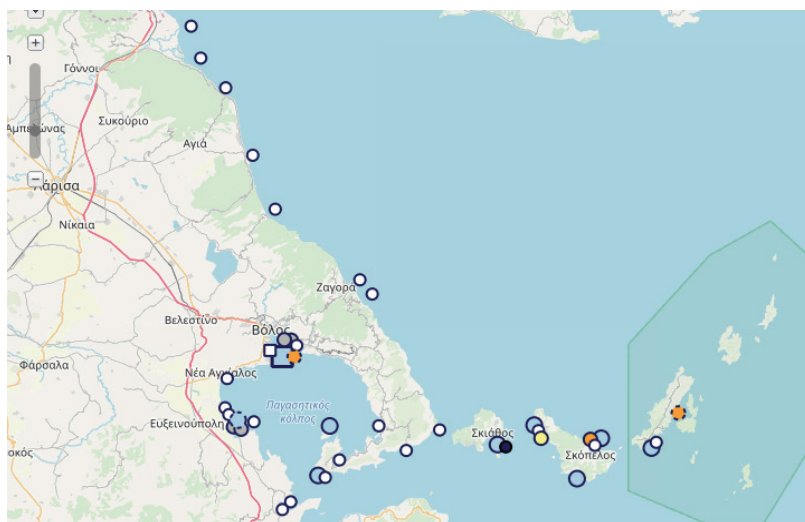 Γόννοι
Συκούριο
Αμπελώνας
Αγιά
Λάρισα
Νίκαια
Ζαγορά
Βελεστίνο
Βόλος
Φάρσαλα
Νέα Αγχίαλος
Παγασητικός
κόλπος
Ευξεινούπολη
Σκιάθος
Σκόπελος